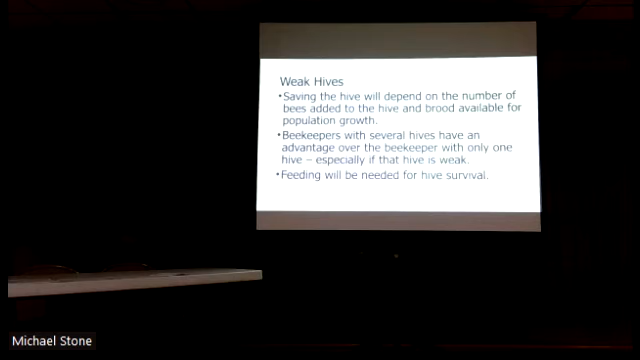 Weak Hives
•Saving the hive will depend on the number of
bees added to the hive and brood available for
population growth.
•Beekeepers with several hives have an
advantage over the beekeeper with only one
hive – especially if that hive is weak.
•Feeding will be needed for hive survival.
Michael Stone